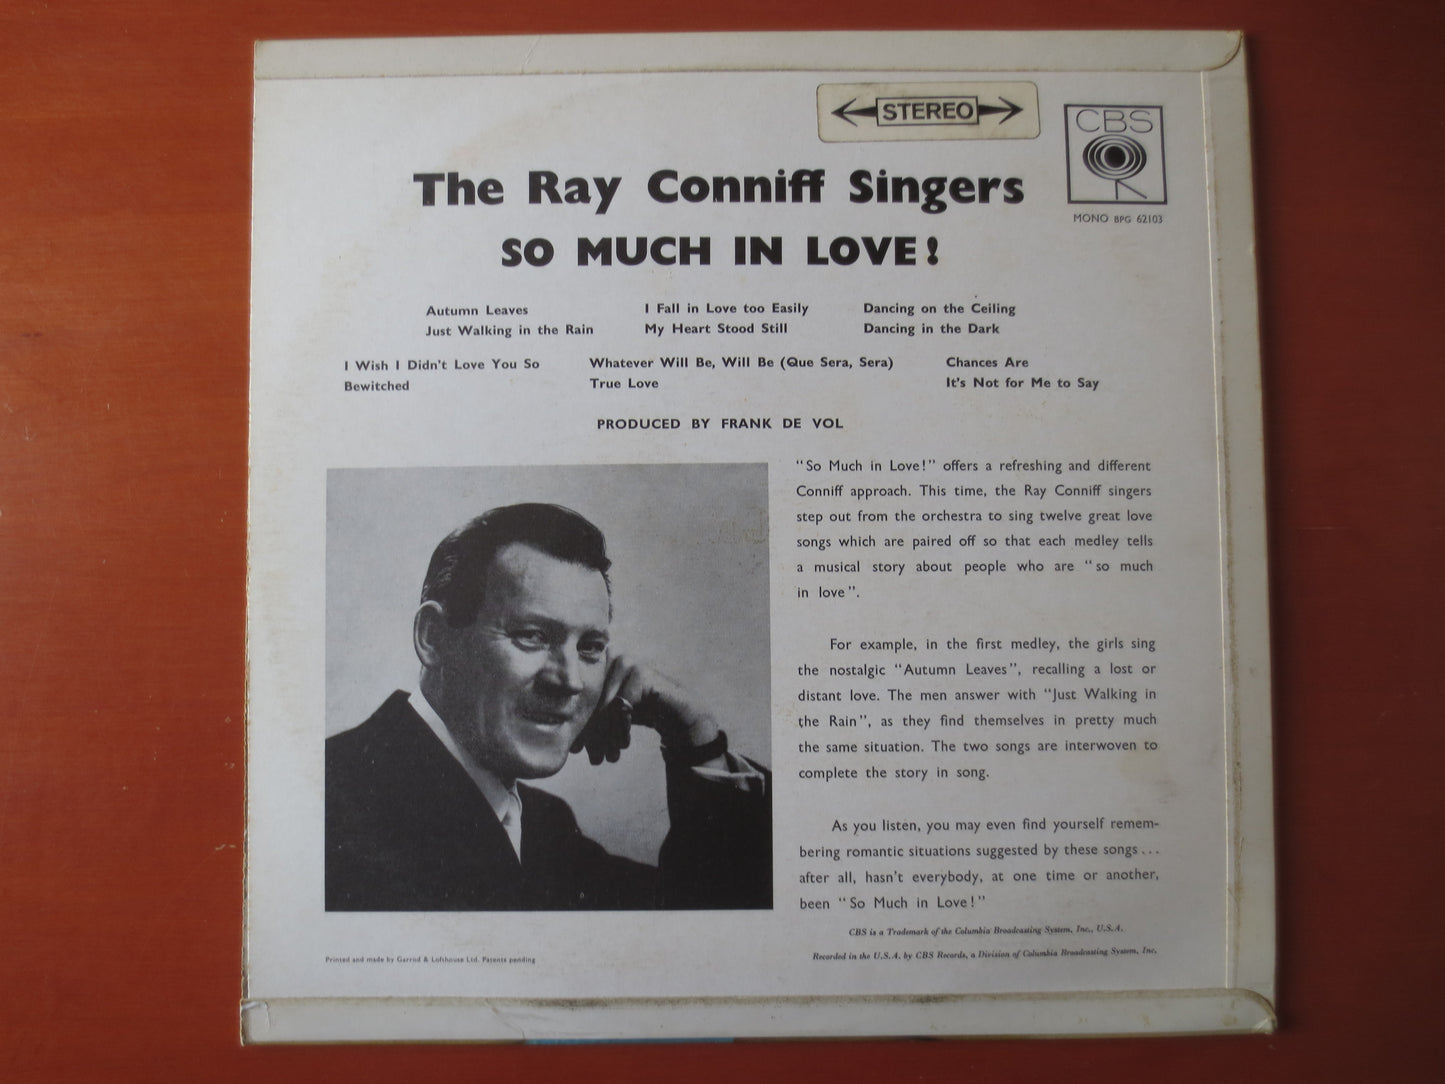 STEREO
CBS
MONO BPG 62103
The Ray Conniff Singers
SO MUCH IN LOVE!
Autumn Leaves
Just Walking in the Rain
I Fall in Love too Easily
My Heart Stood Still
Dancing on the Ceiling
Dancing in the Dark
I Wish I Didn't Love You So
Bewitched
Whatever Will Be, Will Be (Que Sera, Sera)
True Love
Chances Are
It's Not for Me to Say
PRODUCED BY FRANK DE VOL
"So Much in Love!" offers a refreshing and different
Conniff approach. This time, the Ray Conniff singers
step out from the orchestra to sing twelve great love
songs which are paired off so that each medley tells
a musical story about people who are "so much
in love".
For example, in the first medley, the girls sing
the nostalgic "Autumn Leaves", recalling a lost or
distant love. The men answer with "Just Walking in
the Rain", as they find themselves in pretty much
the same situation. The two songs are interwoven to
complete the story in song.
As you listen, you may even find yourself remem-
bering romantic situations suggested by these songs...
after all, hasn't everybody, at one time or another,
been "So Much in Love!"
CBS is a Trademark of the Columbia Broadcasting System, Inc., U.S.A.
Recorded in the U.S.A. by CBS Records, a Division of Columbia Broadcasting System, Inc.
Printed and made by Garrod & Lofthouse Ltd. Patents pending